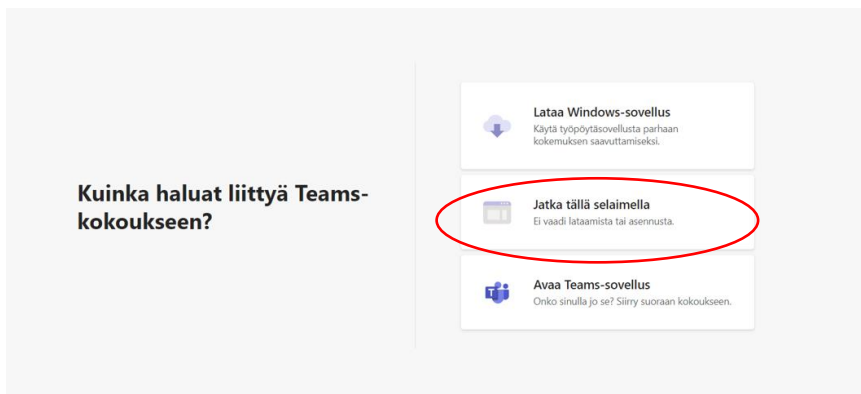 Kuinka haluat liittyä Teams-
kokoukseen?
Lataa Windows-sovellus
Käytä työpöytäsovellusta parhaan
kokemuksen saavuttamiseksi.
Jatka tällä selaimella
Ei vaadi lataamista tai asennusta.
Avaa Teams-sovellus
Onko sinulla jo se? Siirry suoraan kokoukseen.